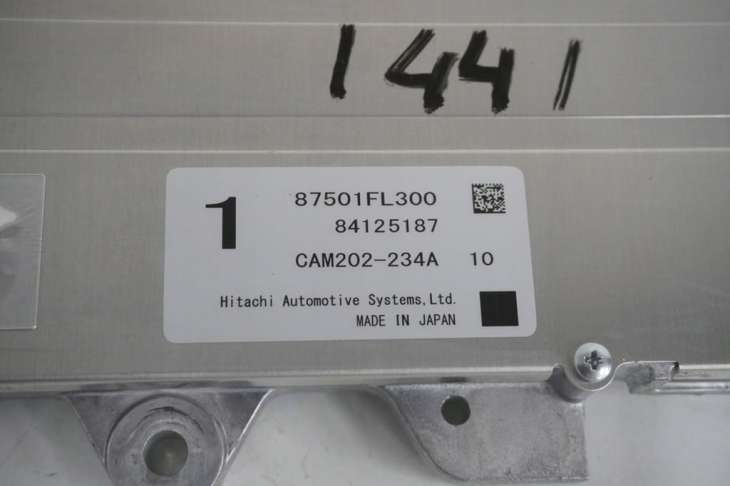 1441
1
87501FL300
84125187
CAM202-234A 10
Hitachi Automotive Systems,Ltd.
MADE IN JAPAN